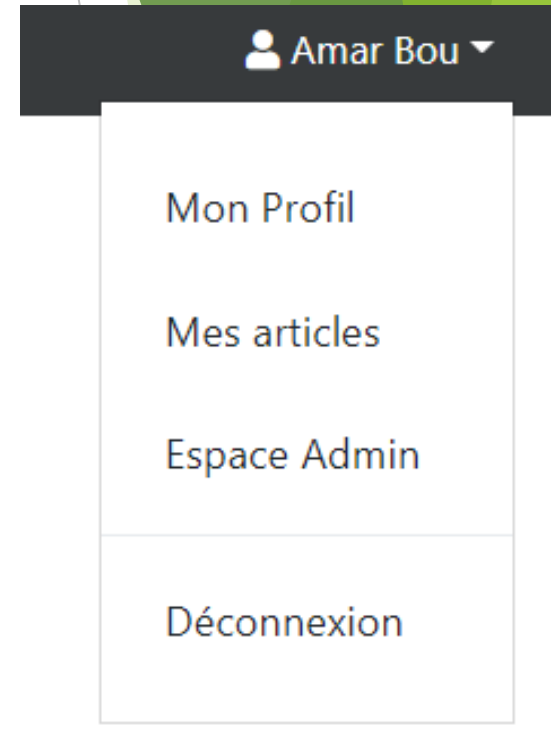 Amar Bou
Mon Profil
Mes articles
Espace Admin
Déconnexion